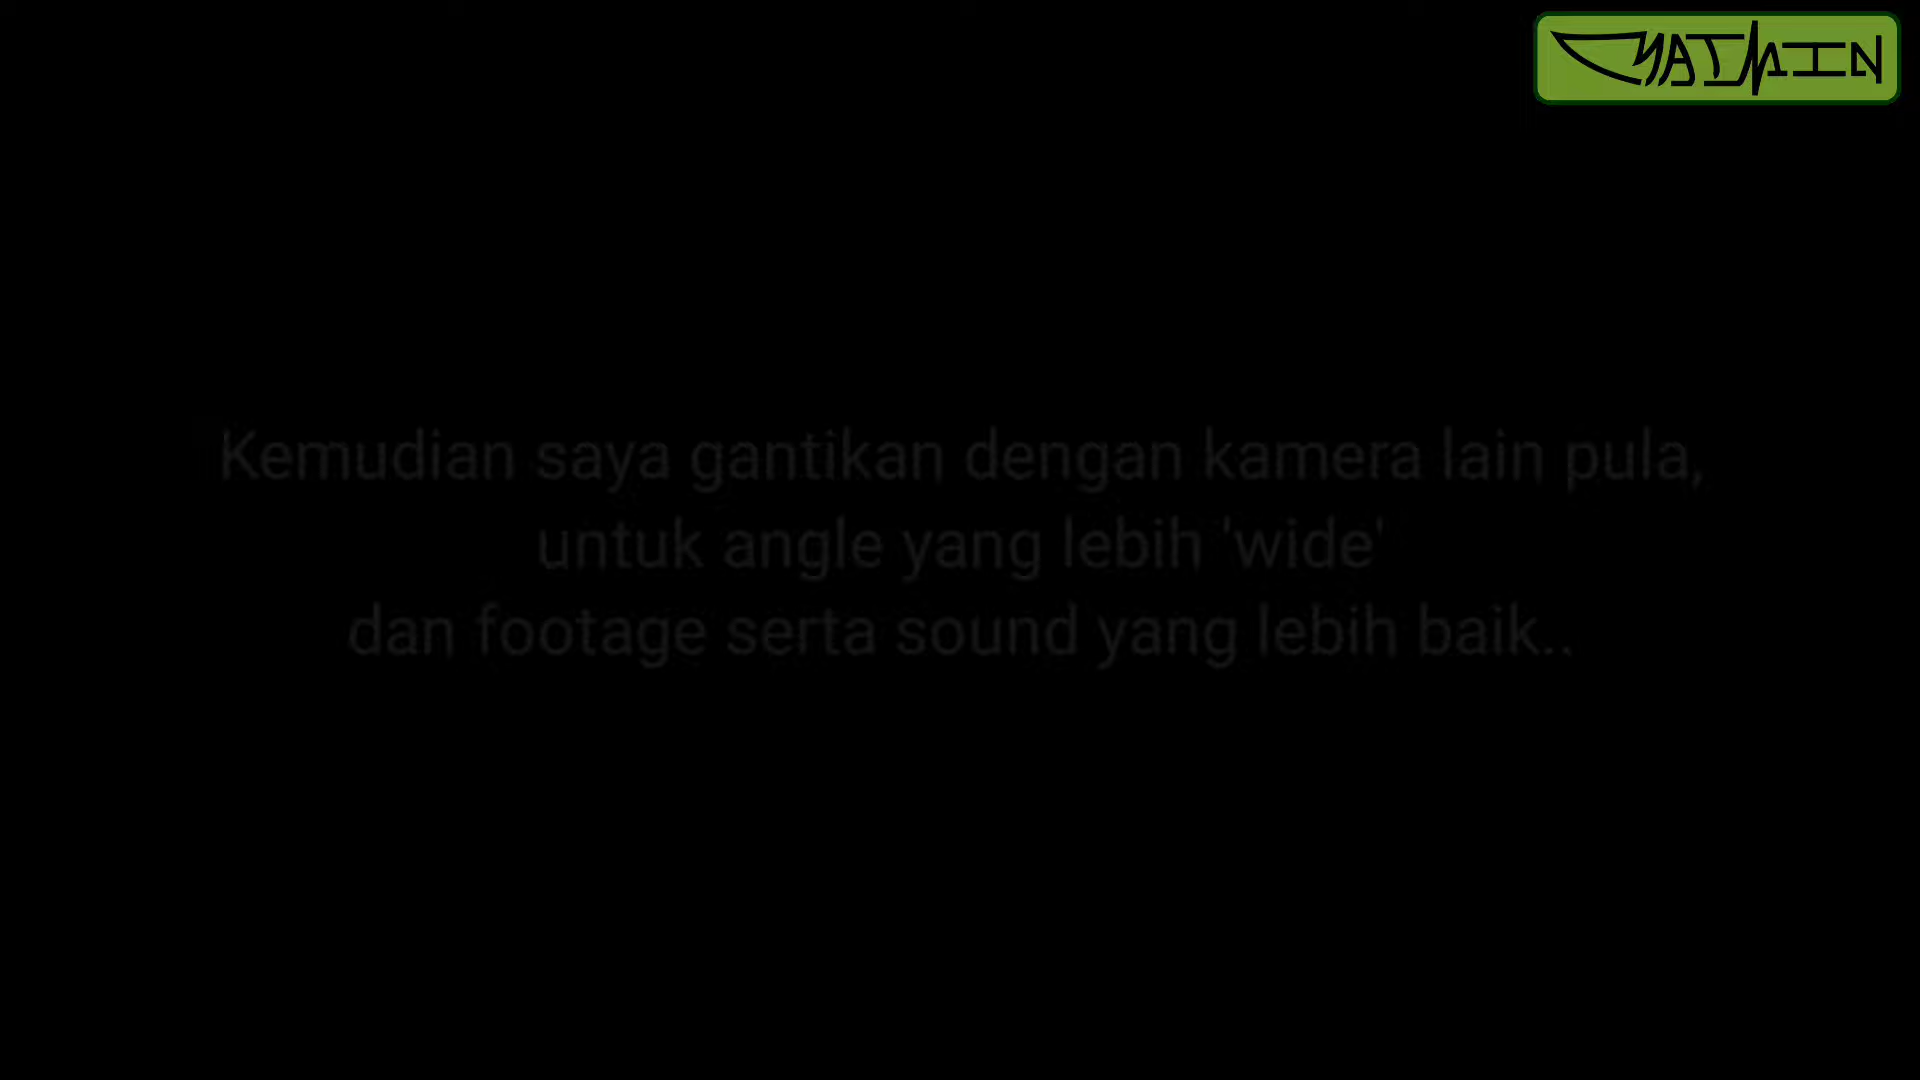 Kemudian saya gantikan dengan kamera lain pula,
untuk angle yang lebih 'wide'
dan footage serta sound yang lebih baik..